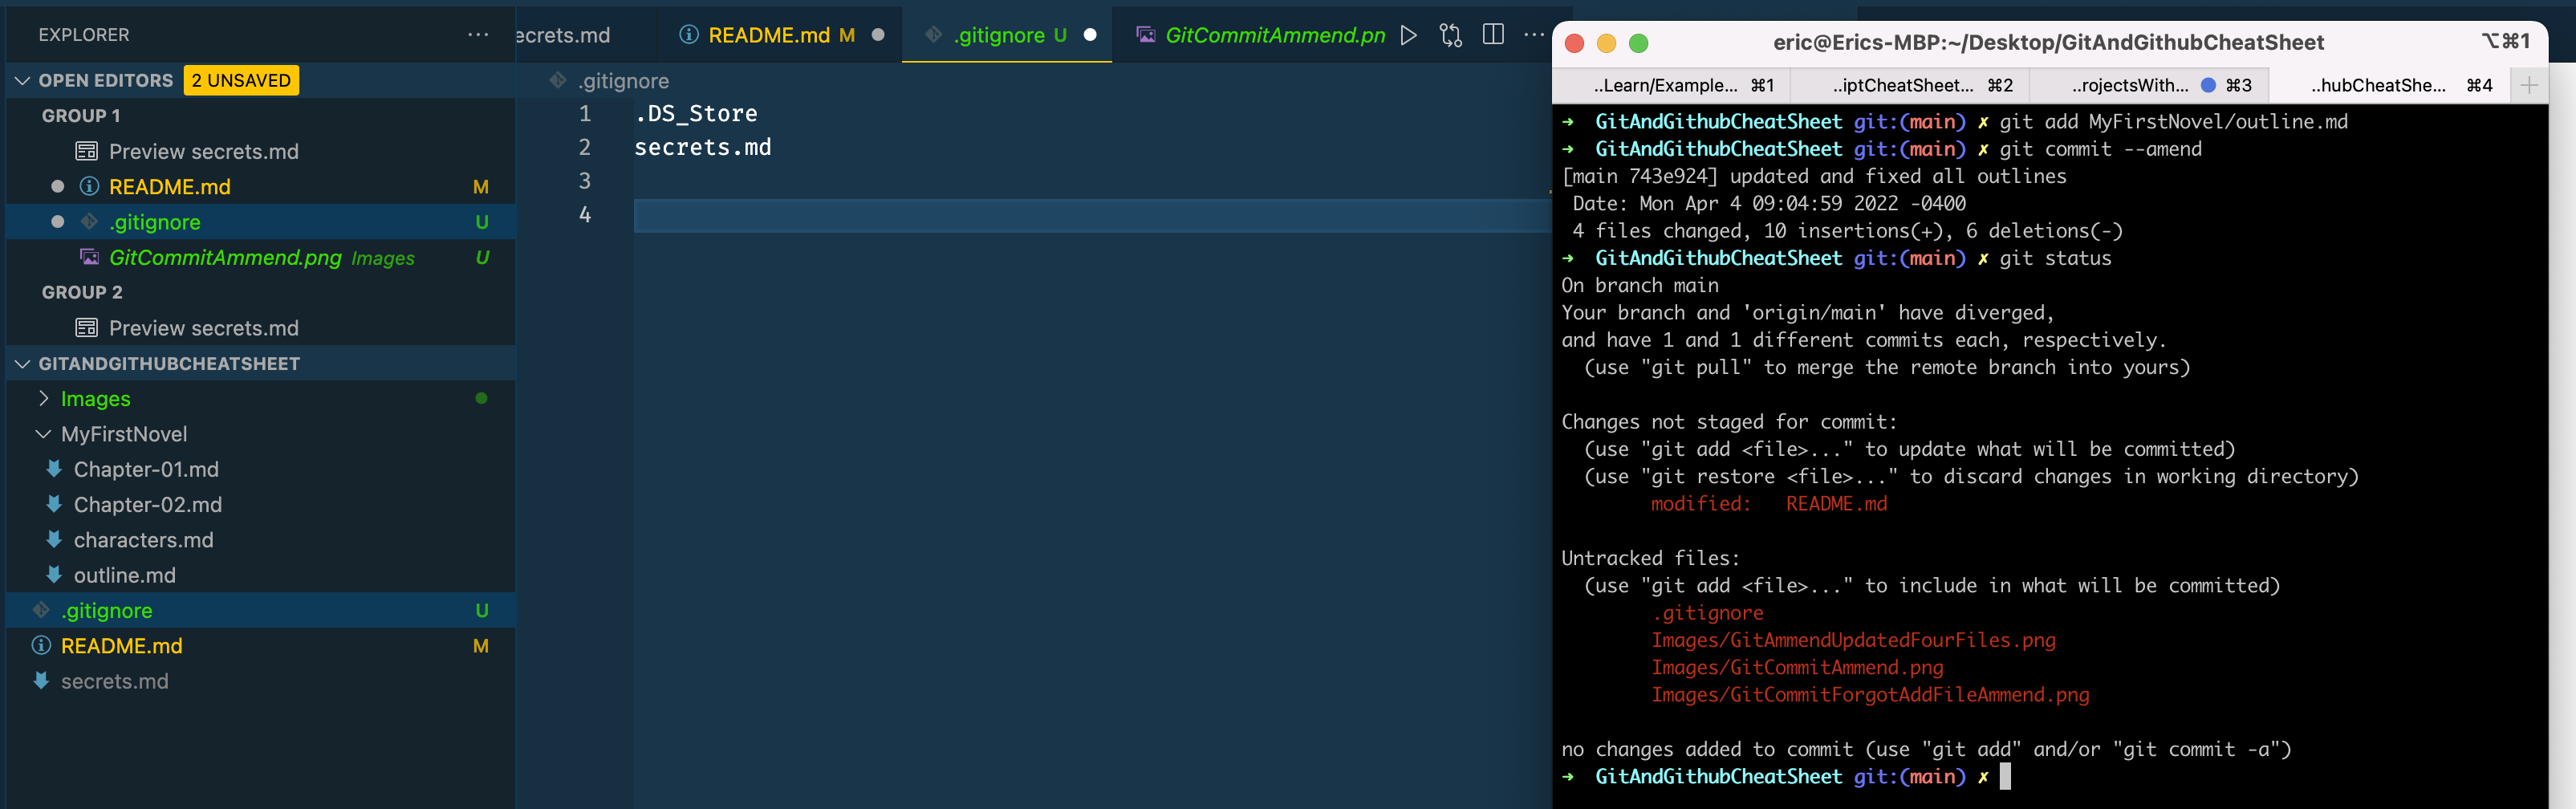 EXPLORER
OPEN EDITORS 2 UNSAVED
GROUP 1
Preview secrets.md
README.md M
.gitignore U
GitCommitAmmend.png Images U
GROUP 2
Preview secrets.md
GITANDGITHUBCHEATSHEET
Images
MyFirstNovel
Chapter-01.md
Chapter-02.md
characters.md
outline.md
.gitignore U
README.md M
secrets.md
ecrets.md README.md M .gitignore U GitCommitAmmend.pn
.gitignore
1 .DS_Store
2 secrets.md
3
4
eric@Erics-MBP:~/Desktop/GitAndGithubCheatSheet ⌥⌘1
..Learn/Example... ⌘1 ..iptCheatSheet... ⌘2 ..rojectsWith... ⌘3 ..hubCheatShe... ⌘4
→ GitAndGithubCheatSheet git:(main) ✗ git add MyFirstNovel/outline.md
→ GitAndGithubCheatSheet git:(main) ✗ git commit --amend
[main 743e924] updated and fixed all outlines
Date: Mon Apr 4 09:04:59 2022 -0400
4 files changed, 10 insertions(+), 6 deletions(-)
→ GitAndGithubCheatSheet git:(main) ✗ git status
On branch main
Your branch and 'origin/main' have diverged,
and have 1 and 1 different commits each, respectively.
(use "git pull" to merge the remote branch into yours)
Changes not staged for commit:
(use "git add <file>..." to update what will be committed)
(use "git restore <file>..." to discard changes in working directory)
modified: README.md
Untracked files:
(use "git add <file>..." to include in what will be committed)
.gitignore
Images/GitAmmendUpdatedFourFiles.png
Images/GitCommitAmmend.png
Images/GitCommitForgotAddFileAmmend.png
no changes added to commit (use "git add" and/or "git commit -a")
→ GitAndGithubCheatSheet git:(main) ✗